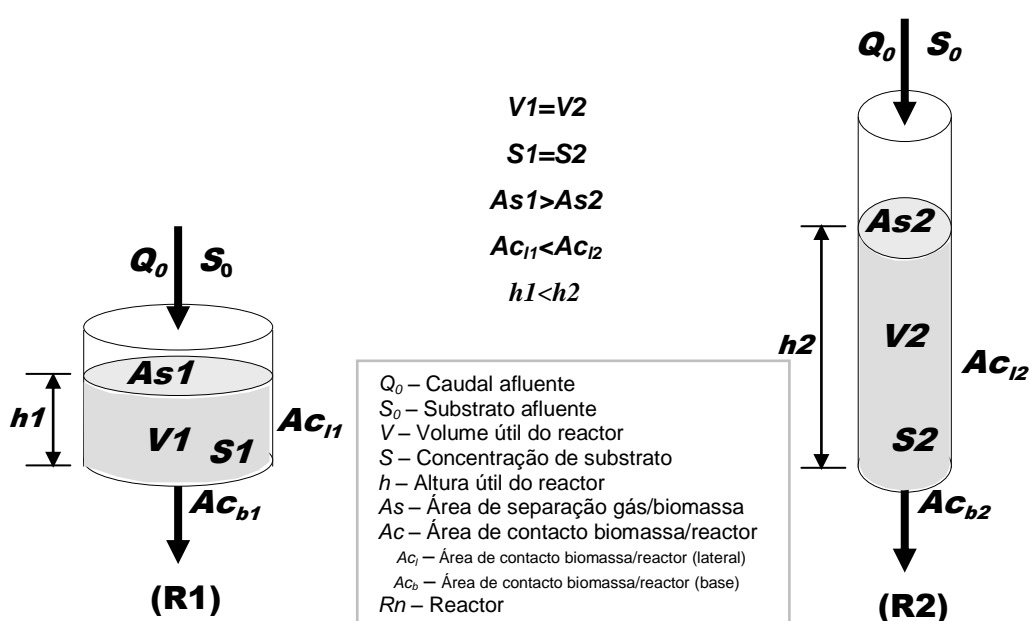 Q0 S0
V1=V2
S1=S2
As1>As2
Acl1<Acl2
h1<h2
Q0 S0
As1
h1
V1
S1
Acl1
Acb1
(R1)
As2
h2
V2
Acl2
S2
Acb2
(R2)
Q0 – Caudal afluente
S0 – Substrato afluente
V – Volume útil do reactor
S – Concentração de substrato
h – Altura útil do reactor
As – Área de separação gás/biomassa
Ac – Área de contacto biomassa/reactor
Acl – Área de contacto biomassa/reactor (lateral)
Acb – Área de contacto biomassa/reactor (base)
Rn – Reactor